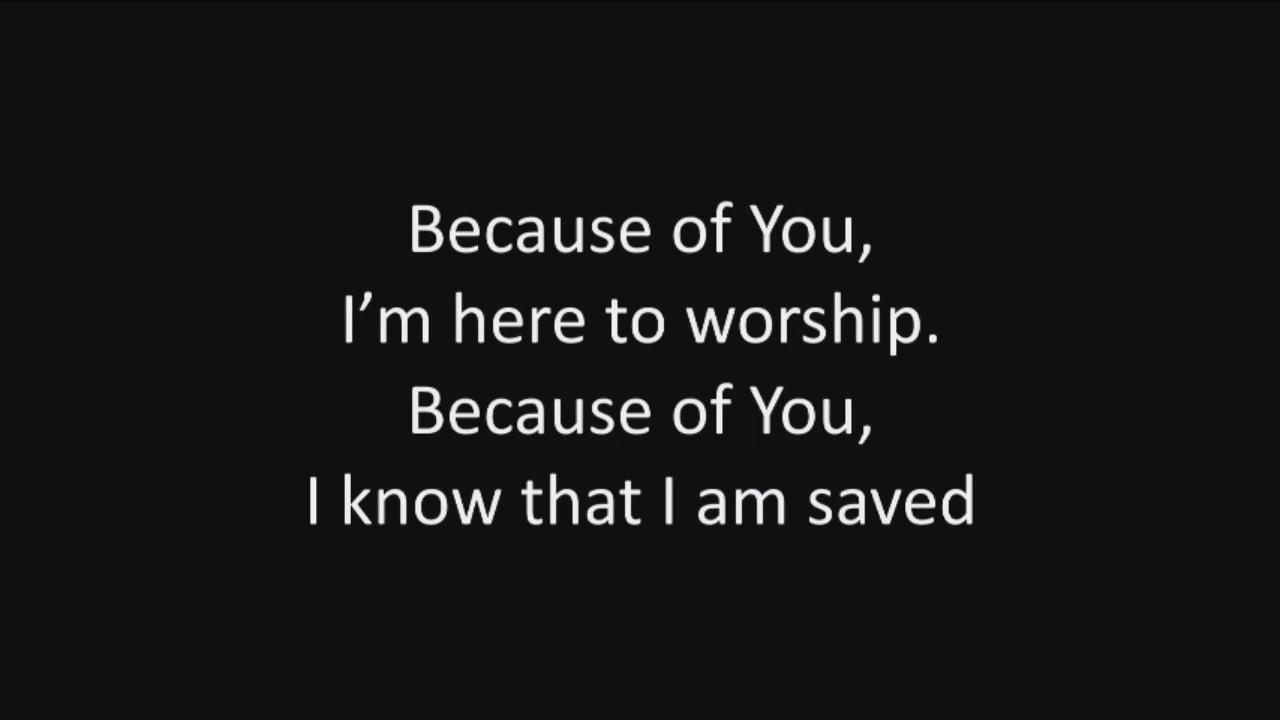 Because of You,
I’m here to worship.
Because of You,
I know that I am saved